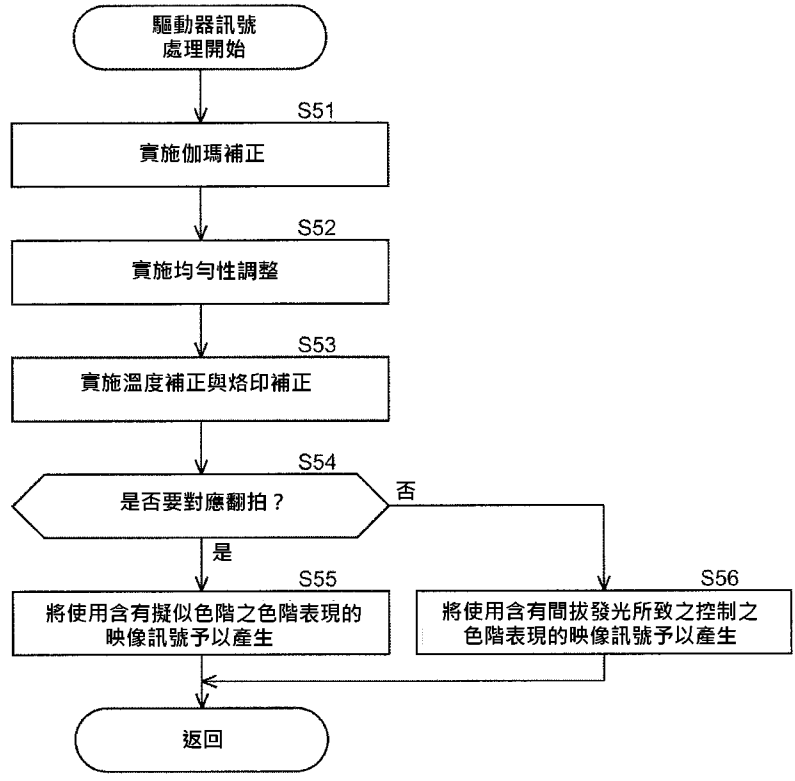 驅動器訊號
處理開始
S51
實施伽瑪補正
S52
實施均勻性調整
S53
實施溫度補正與烙印補正
S54
是否要對應翻拍？
否
是
S55
將使用含有擬似色階之色階表現的
映像訊號予以產生
S56
將使用含有間拔發光所致之控制之
色階表現的映像訊號予以產生
返回